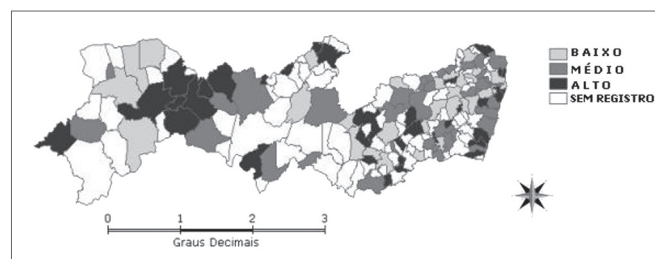 BAIXO
MÉDIO
ALTO
SEM REGISTRO
0 1 2 3
Graus Decimais